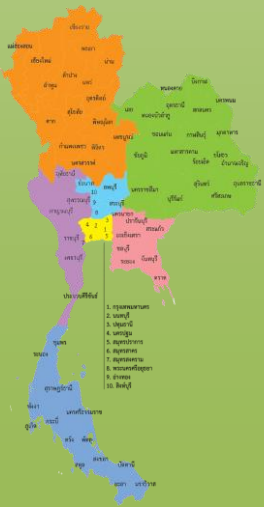 เชียงราย
แม่ฮ่องสอน
พะเยา
เชียงใหม่
น่าน
ลำปาง
ลำพูน
แพร่
อุตรดิตถ์
สุโขทัย
ตาก
พิษณุโลก
กำแพงเพชร
พิจิตร
เพชรบูรณ์
นครสวรรค์
อุทัยธานี
บึงกาฬ
หนองคาย
เลย
อุดรธานี
นครพนม
หนองบัวลำภู
สกลนคร
ขอนแก่น
กาฬสินธุ์
มุกดาหาร
ชัยภูมิ
มหาสารคาม
ร้อยเอ็ด
ยโสธร
อำนาจเจริญ
นครราชสีมา
บุรีรัมย์
สุรินทร์
ศรีสะเกษ
อุบลราชธานี
ชัยนาท
ลพบุรี
10
สุพรรณบุรี
9
สระบุรี
กาญจนบุรี
8
นครนายก
ปราจีนบุรี
สระแก้ว
4 2 3
1
6 5
ฉะเชิงเทรา
ราชบุรี
7
ชลบุรี
เพชรบุรี
ระยอง
จันทบุรี
ตราด
ประจวบคีรีขันธ์
1. กรุงเทพมหานคร
2. นนทบุรี
3. ปทุมธานี
4. นครปฐม
5. สมุทรปราการ
6. สมุทรสาคร
7. สมุทรสงคราม
8. พระนครศรีอยุธยา
9. อ่างทอง
10. สิงห์บุรี
ชุมพร
ระนอง
สุราษฎร์ธานี
พังงา
นครศรีธรรมราช
ภูเก็ต
กระบี่
ตรัง
พัทลุง
สงขลา
สตูล
ปัตตานี
ยะลา
นราธิวาส